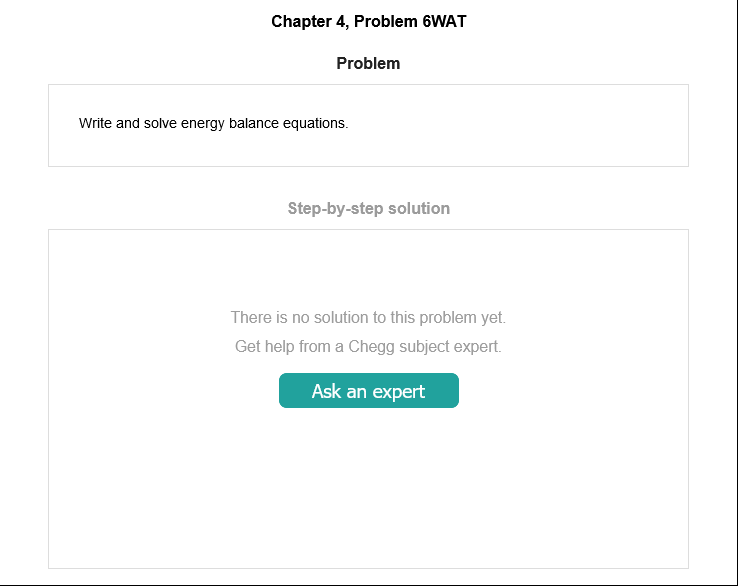 Chapter 4, Problem 6WAT
Problem
Write and solve energy balance equations.
Step-by-step solution
There is no solution to this problem yet.
Get help from a Chegg subject expert.
Ask an expert